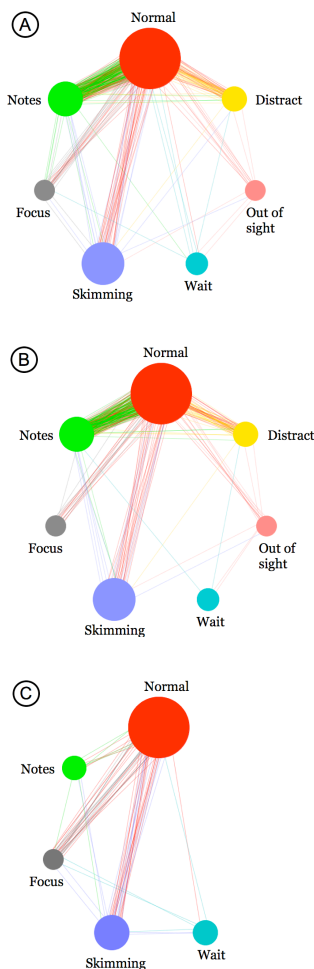 A
Normal
Notes
Distract
Focus
Out of
sight
Skimming
Wait
B
Normal
Notes
Distract
Focus
Out of
sight
Skimming
Wait
C
Normal
Notes
Focus
Wait
Skimming